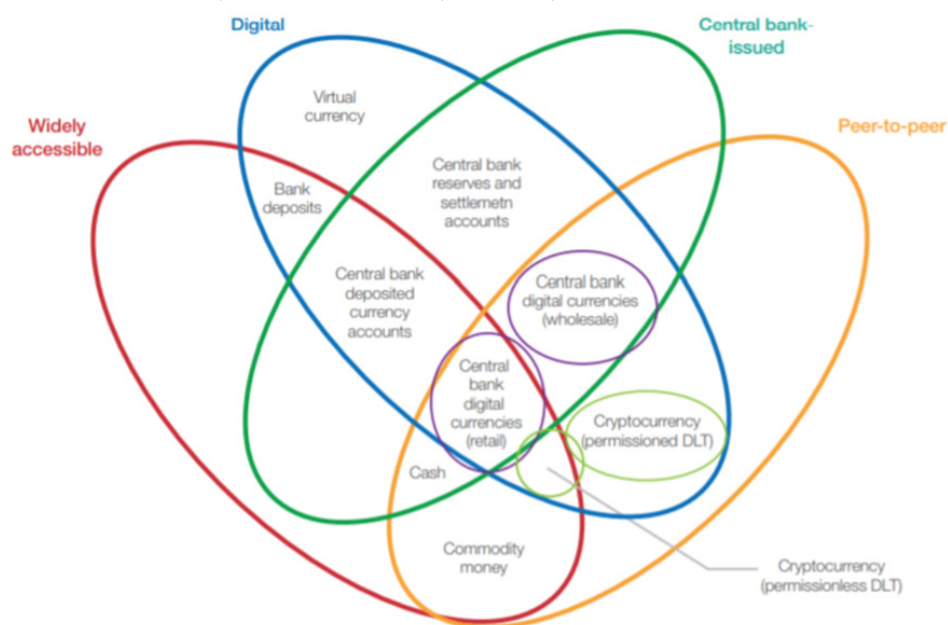 Digital
Central bank-
issued
Widely
accessible
Peer-to-peer
Virtual
currency
Bank
deposits
Central bank
reserves and
settlemetn
accounts
Central bank
deposited
currency
accounts
Central bank
digital currencies
(wholesale)
Central
bank
digital
currencies
(retail)
Cryptocurrency
(permissioned DLT)
Cash
Commodity
money
Cryptocurrency
(permissionless DLT)